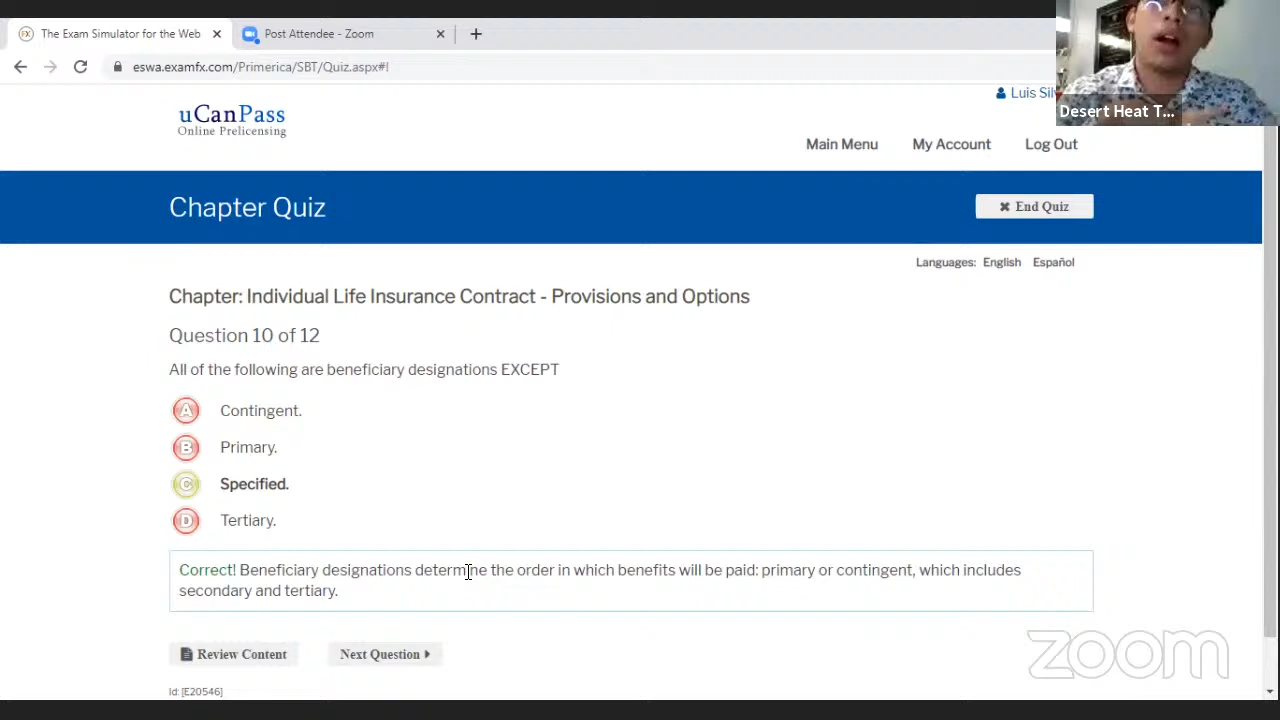 The Exam Simulator for the Web
Post Attendee - Zoom
eswa.examfx.com/Primerica/SBT/Quiz.aspx#!
Luis Sil
Desert Heat T...
uCanPass
Online Prelicensing
Main Menu
My Account
Log Out
Chapter Quiz
End Quiz
Languages: English Español
Chapter: Individual Life Insurance Contract - Provisions and Options
Question 10 of 12
All of the following are beneficiary designations EXCEPT
A Contingent.
B Primary.
C Specified.
D Tertiary.
Correct! Beneficiary designations determine the order in which benefits will be paid: primary or contingent, which includes
secondary and tertiary.
Review Content
Next Question
zoom
Id: [E20546]